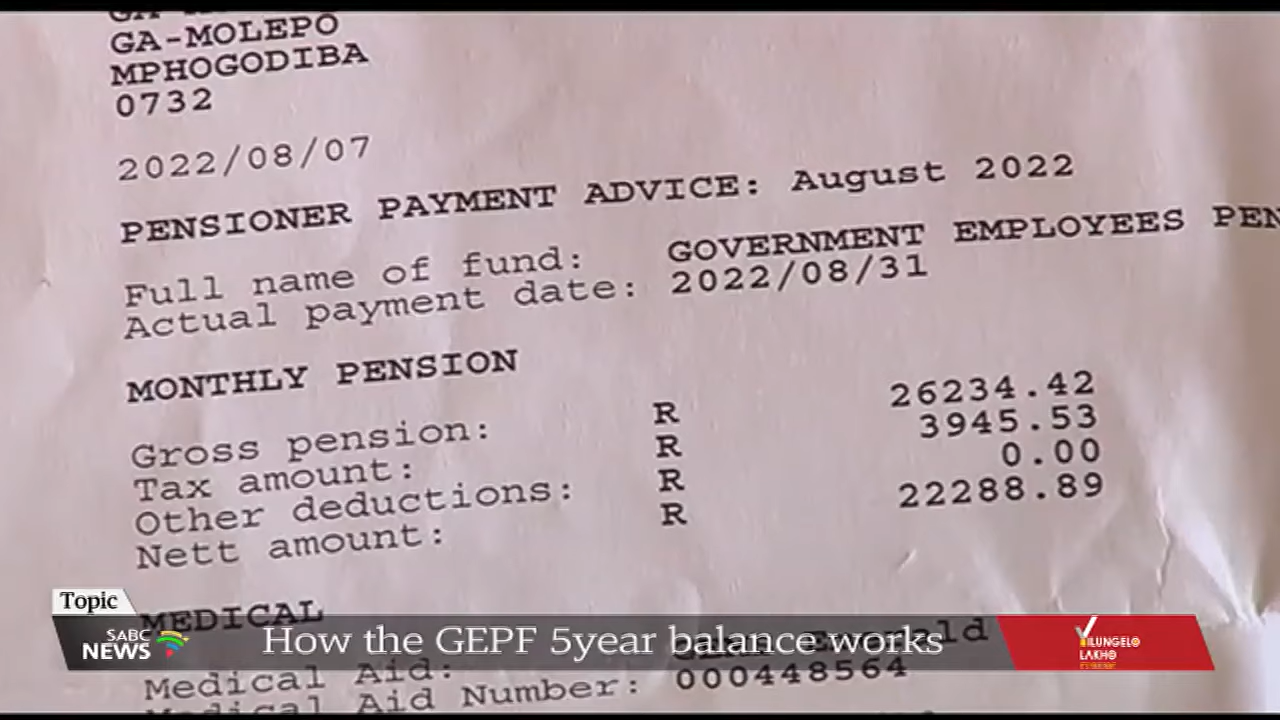 GA-MOLEPO
MPHOGODIBA
0732
2022/08/07
PENSIONER PAYMENT ADVICE: August 2022
Full name of fund: GOVERNMENT EMPLOYEES PEN
Actual payment date: 2022/08/31
MONTHLY PENSION
Gross pension: R 26234.42
Tax amount: R 3945.53
Other deductions: R 0.00
Nett amount: R 22288.89
MEDICAL
Medical Aid:
Medical Aid Number: 000448564
Topic
SABC NEWS
How the GEPF 5year balance works
YILUNGELO
LAKHO